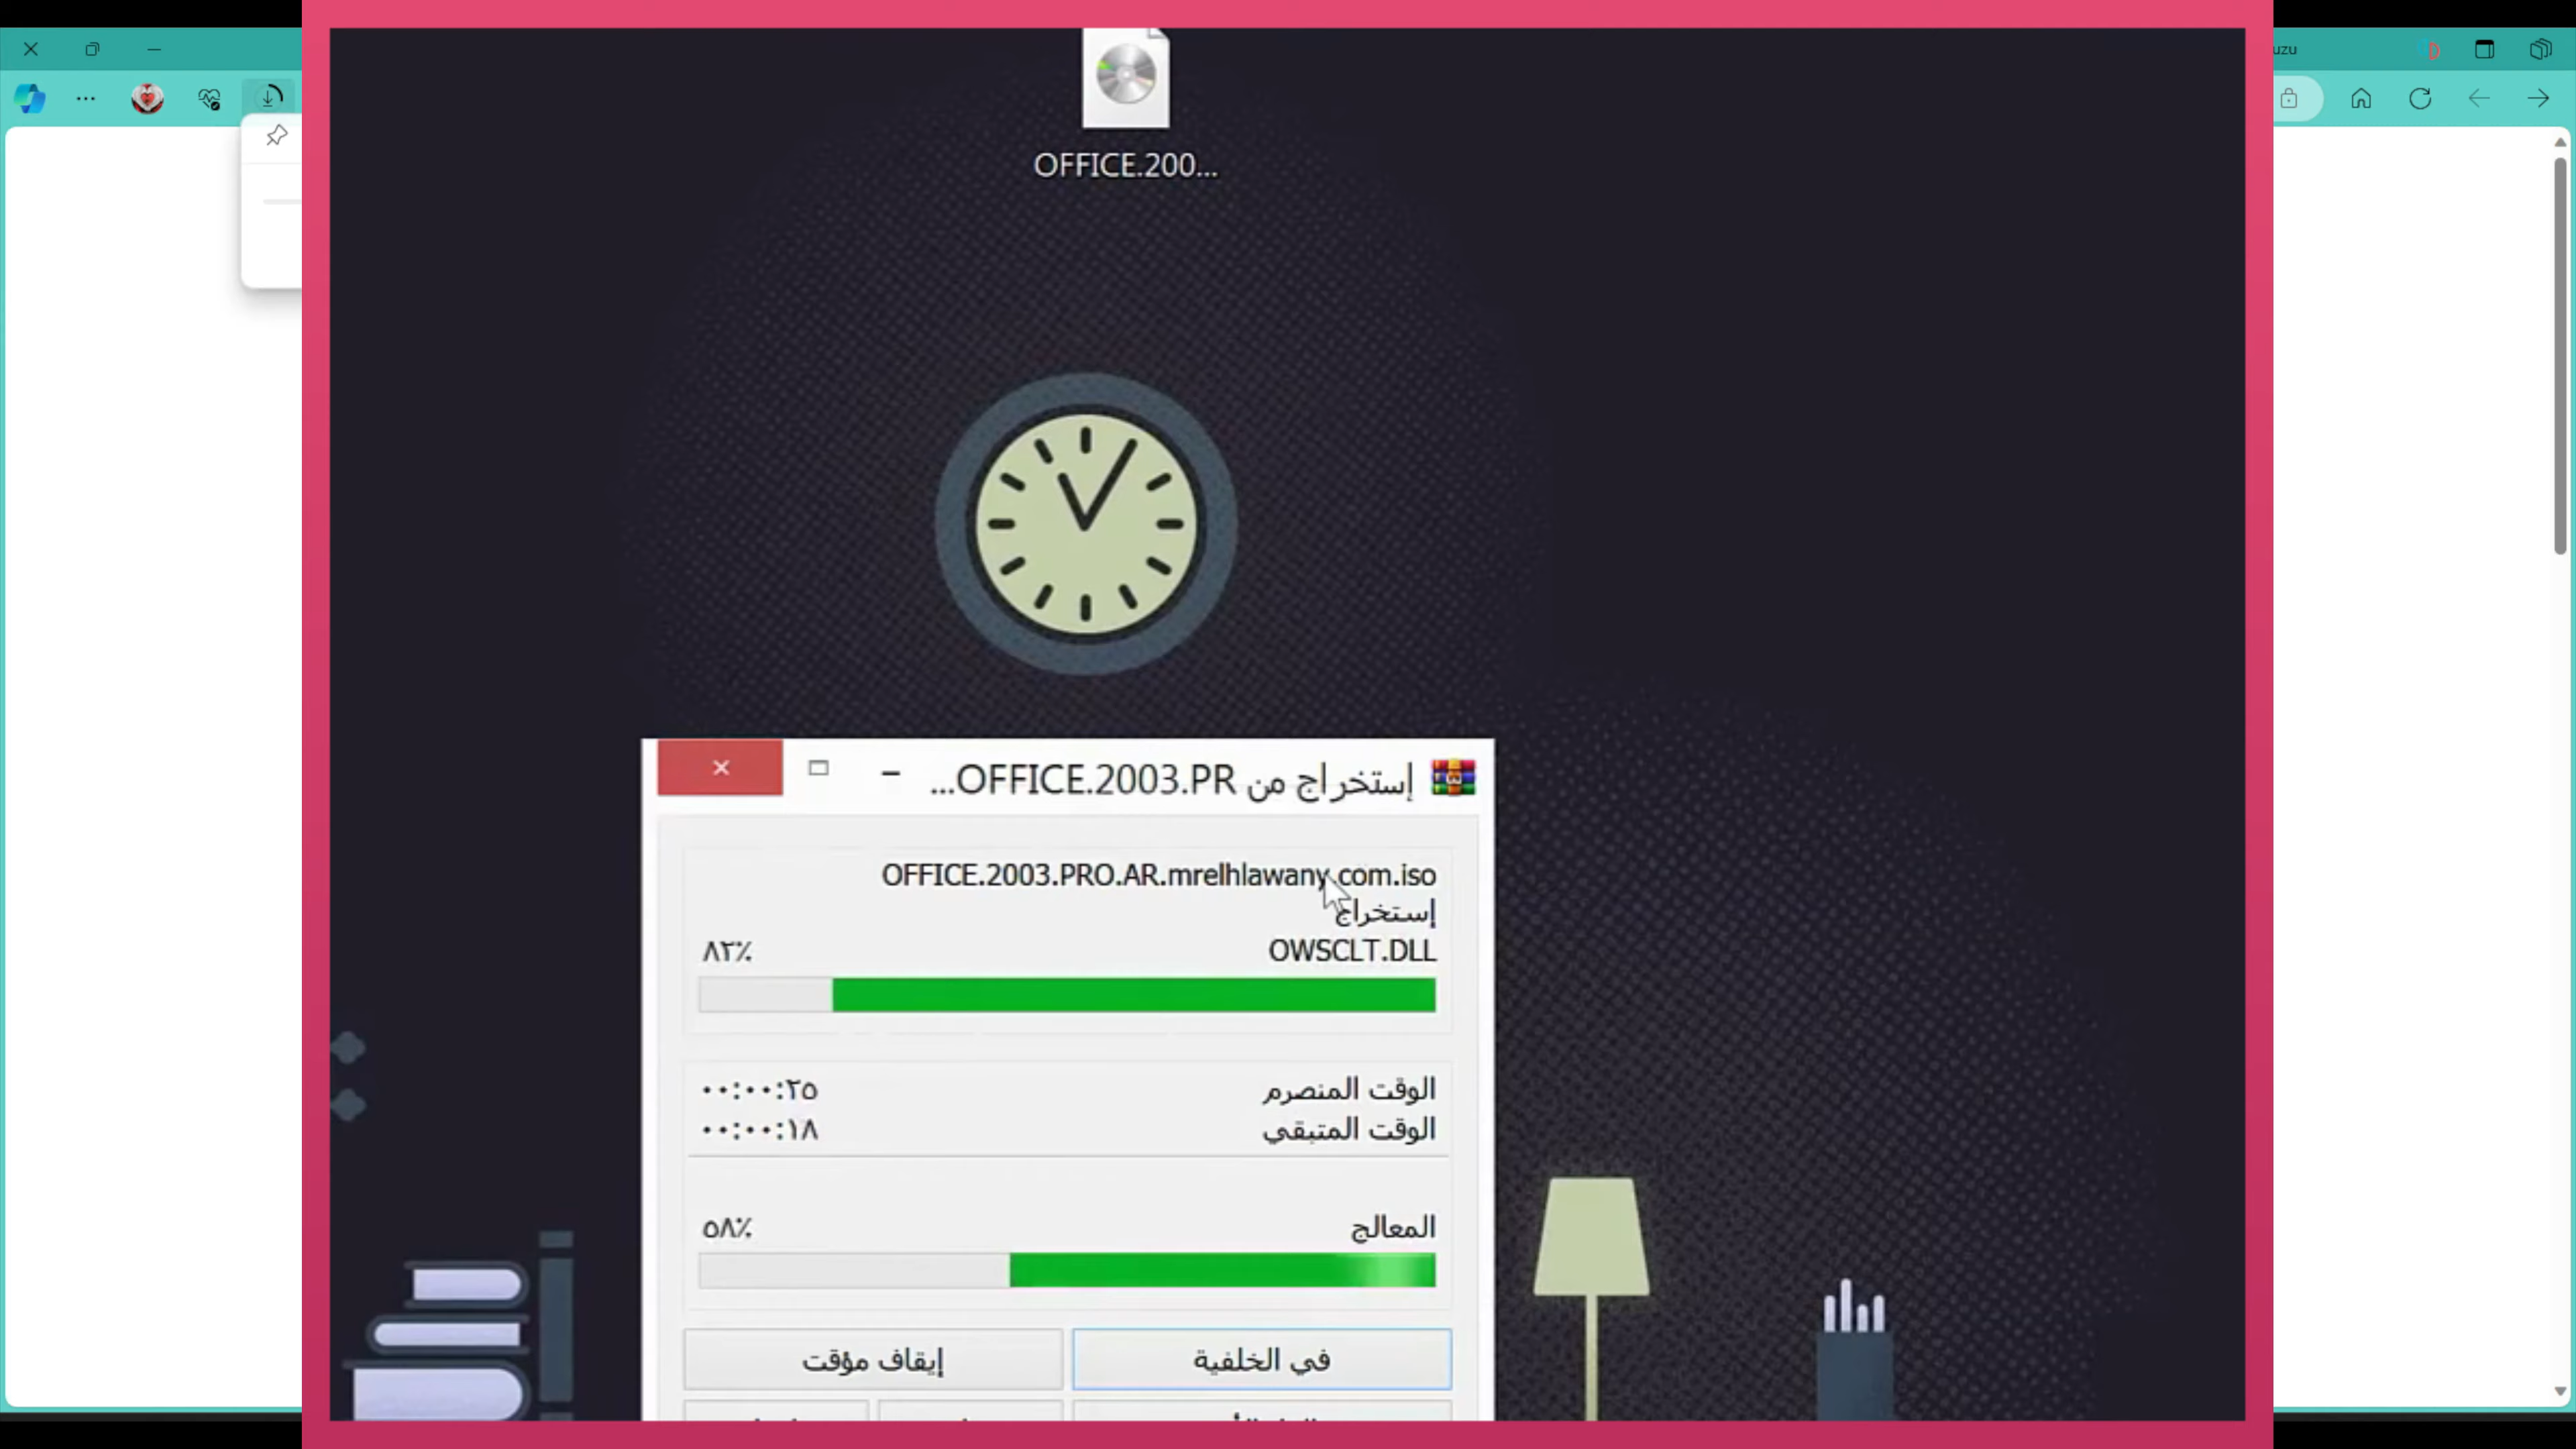 uzu
OFFICE.200...
إستخراج من OFFICE.2003.PR...
OFFICE.2003.PRO.AR.mrelhlawany.com.iso
إستخراج
OWSCLT.DLL
٨٢٪
الوقت المنصرم
٠٠:٠٠:٢٥
الوقت المتبقي
٠٠:٠٠:١٨
المعالج
٥٨٪
في الخلفية
إيقاف مؤقت